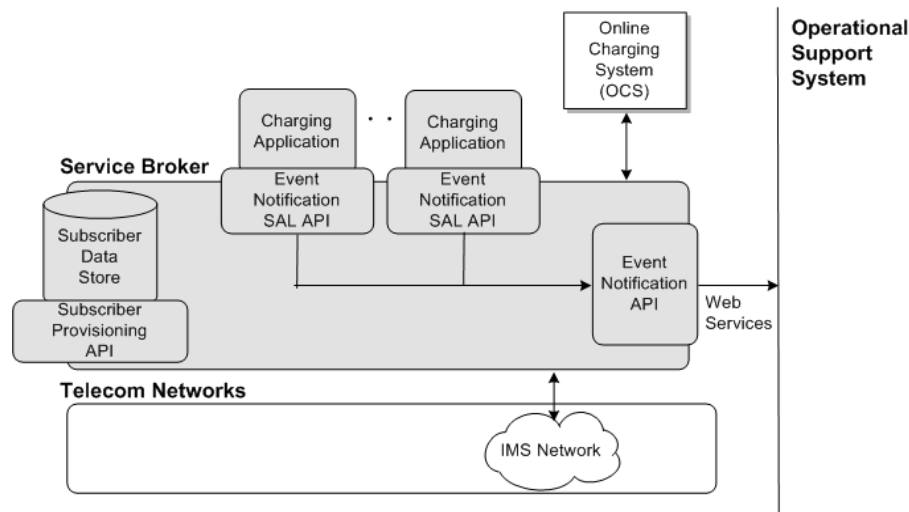 Online
Charging
System
(OCS)
Operational
Support
System
Charging
Application
. .
Charging
Application
Service Broker
Event
Notification
SAL API
Event
Notification
SAL API
Subscriber
Data
Store
Subscriber
Provisioning
API
Event
Notification
API
Web
Services
Telecom Networks
IMS Network